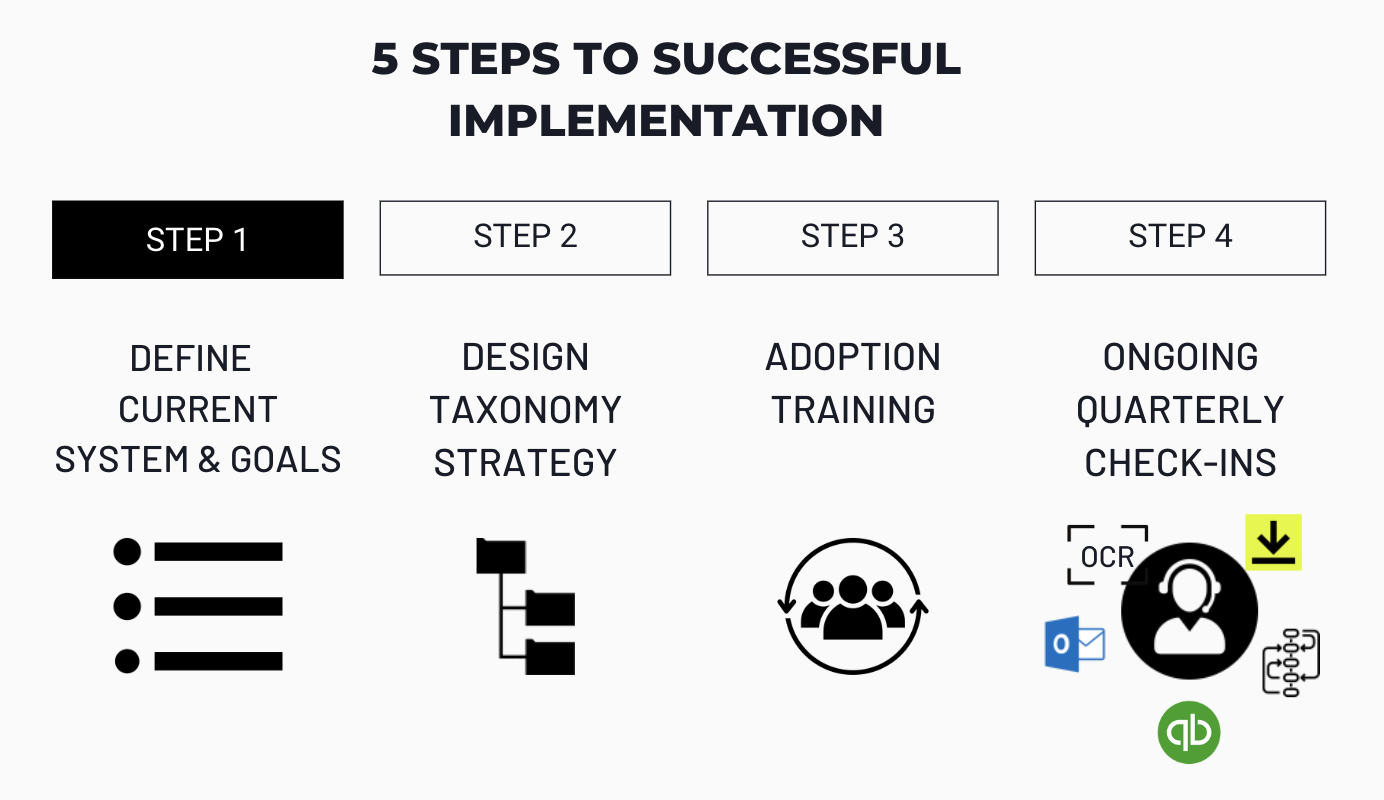 5 STEPS TO SUCCESSFUL
IMPLEMENTATION
STEP 1
STEP 2
STEP 3
STEP 4
DEFINE
CURRENT
SYSTEM & GOALS
DESIGN
TAXONOMY
STRATEGY
ADOPTION
TRAINING
ONGOING
QUARTERLY
CHECK-INS
OCR
O
qb